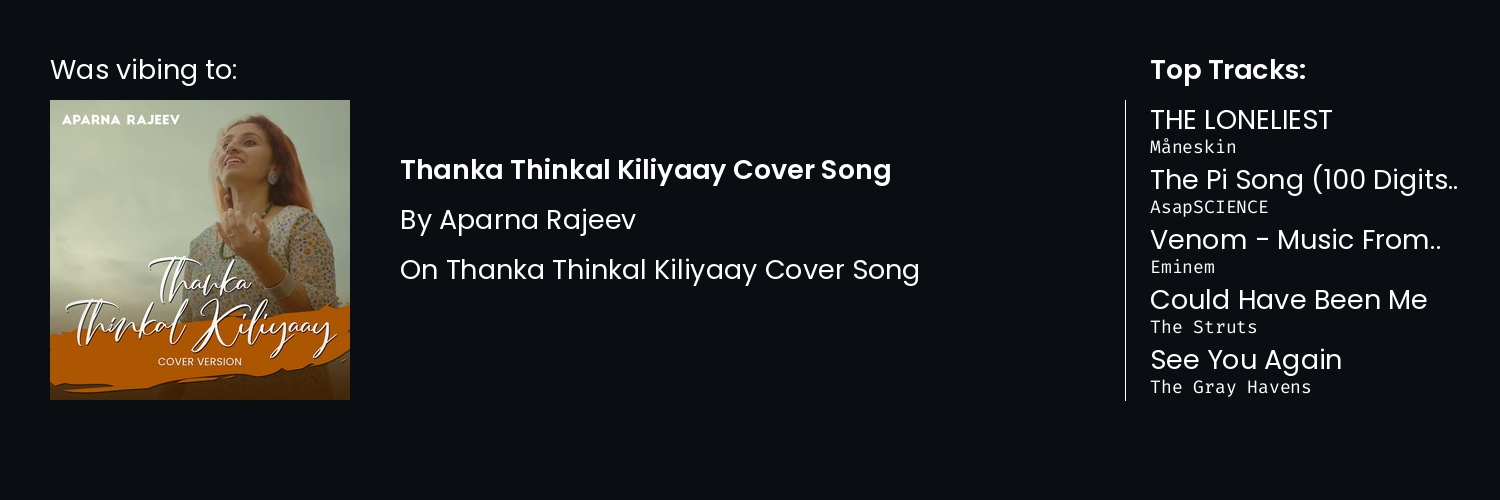 Was vibing to:
APARNA RAJEEV
Thanka
Thinkal Kiliyaay
COVER VERSION
Thanka Thinkal Kiliyaay Cover Song
By Aparna Rajeev
On Thanka Thinkal Kiliyaay Cover Song
Top Tracks:
THE LONELIEST
Måneskin
The Pi Song (100 Digits..
AsapSCIENCE
Venom - Music From..
Eminem
Could Have Been Me
The Struts
See You Again
The Gray Havens